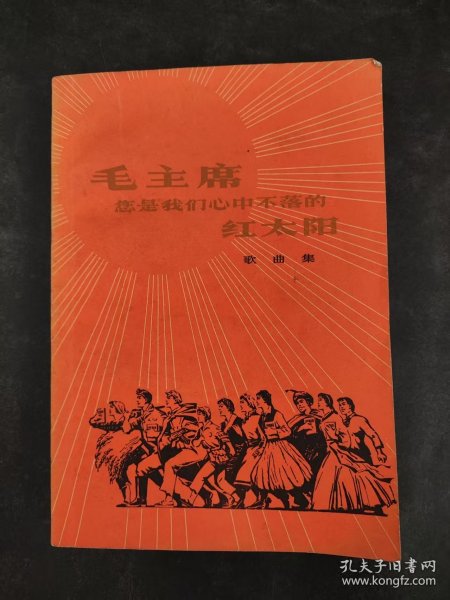 毛主席
您是我们心中不落的
红太阳
歌曲集
孔夫子旧书网
www.kongfz.com